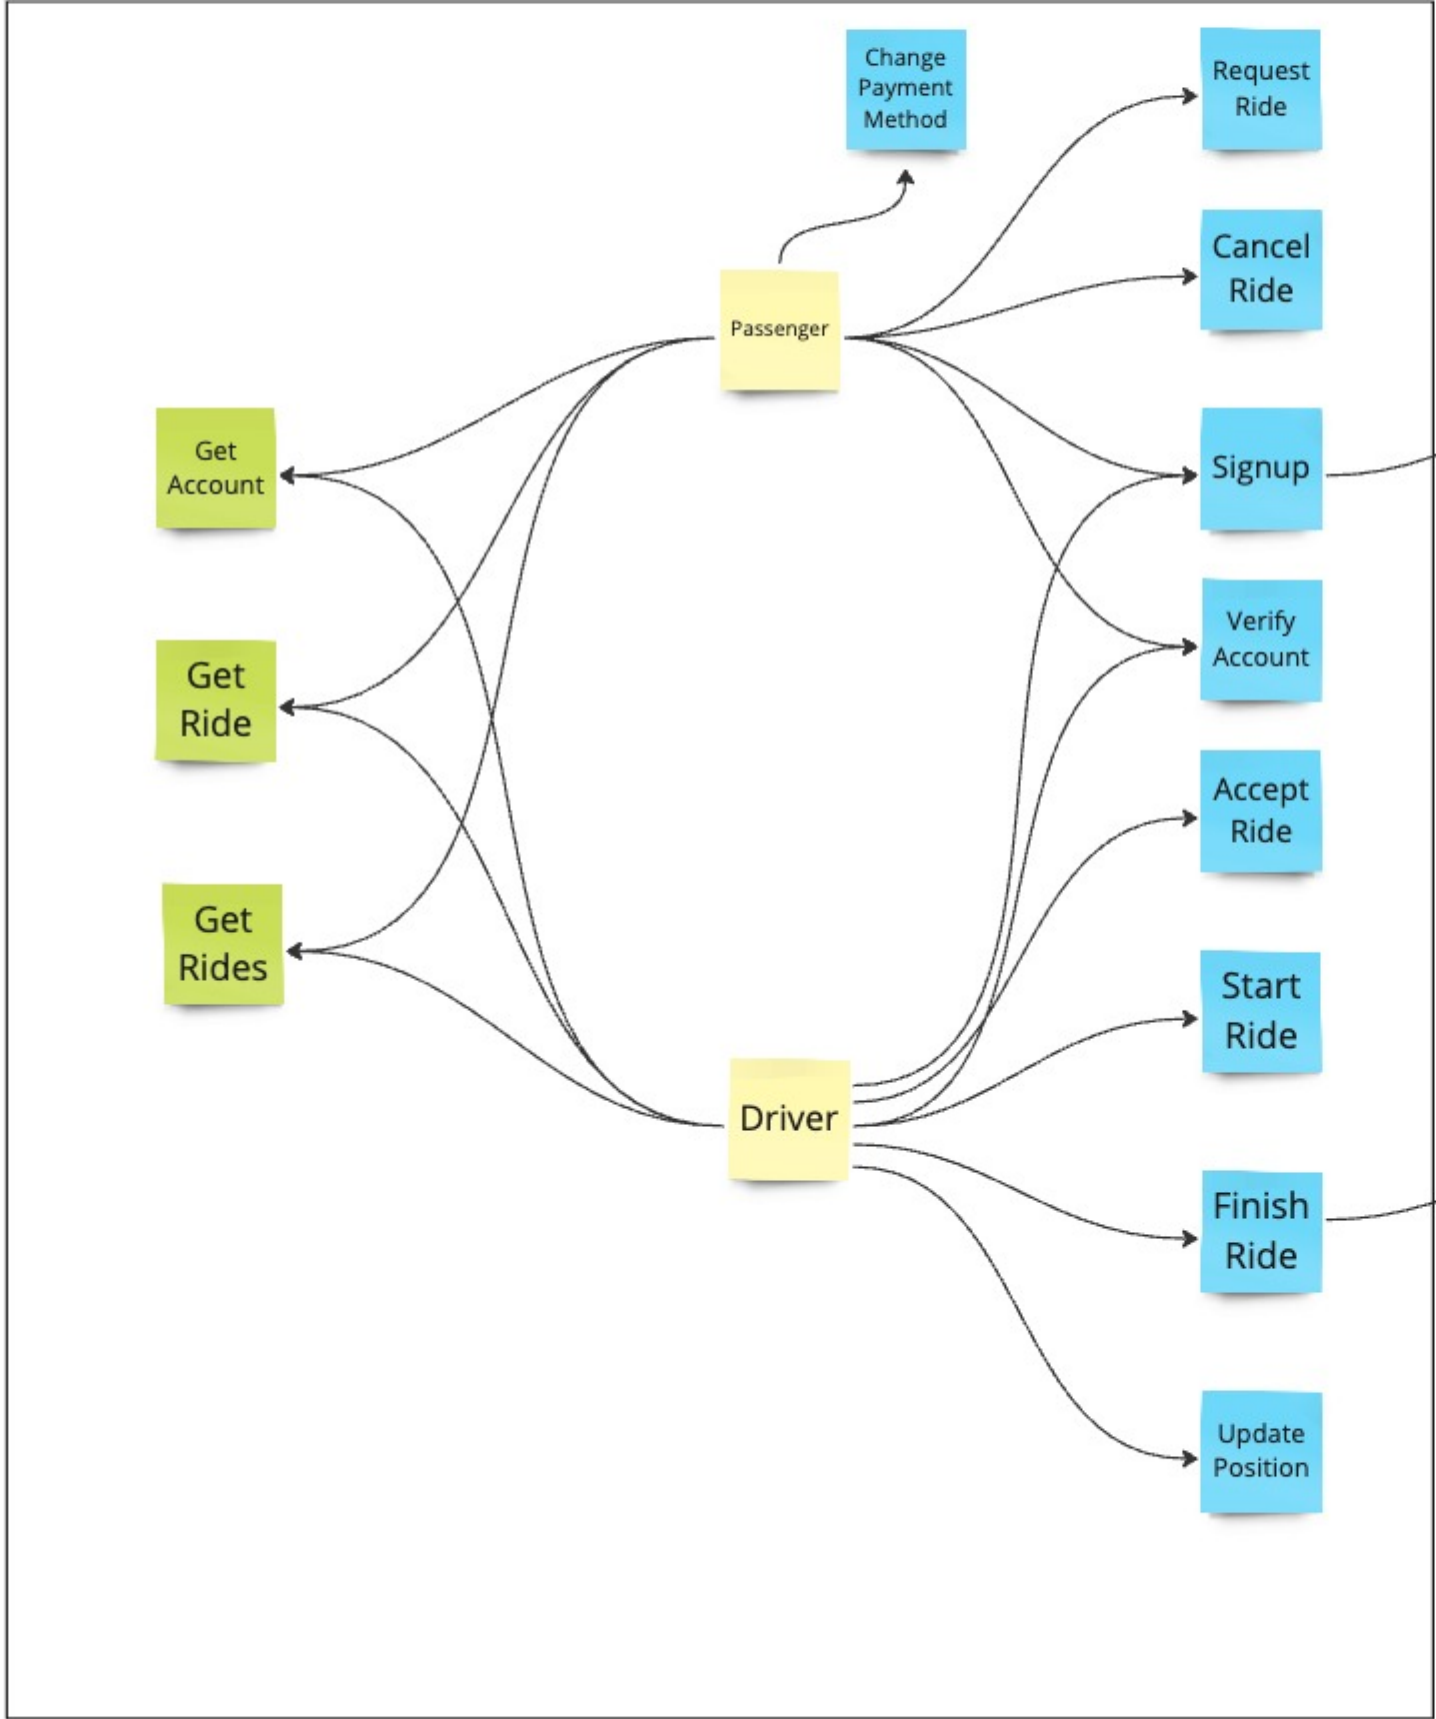 Change
Payment
Method
Request
Ride
Cancel
Ride
Passenger
Get
Account
Signup
Verify
Account
Get
Ride
Accept
Ride
Get
Rides
Start
Ride
Driver
Finish
Ride
Update
Position